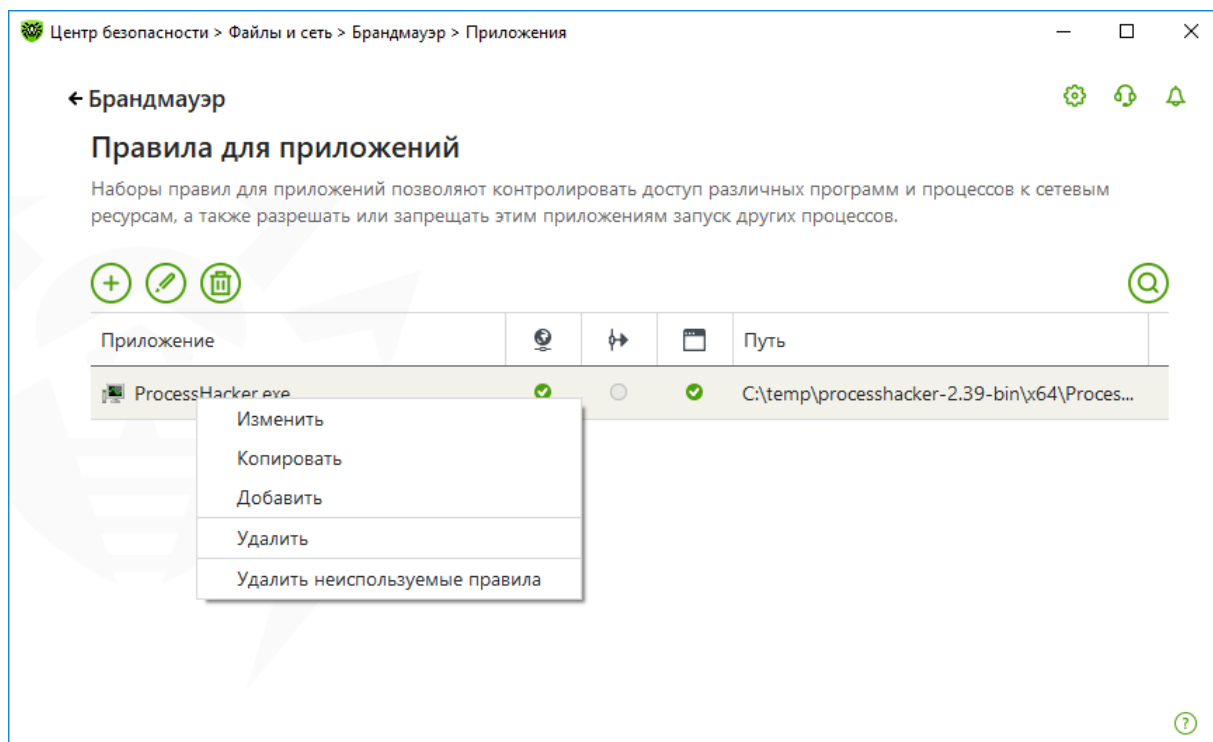 Центр безопасности > Файлы и сеть > Брандмауэр > Приложения
Брандмауэр
Правила для приложений
Наборы правил для приложений позволяют контролировать доступ различных программ и процессов к сетевым
ресурсам, а также разрешать или запрещать этим приложениям запуск других процессов.
Приложение Путь
ProcessHacker.exe C:\temp\processhacker-2.39-bin\x64\Proces...
Изменить
Копировать
Добавить
Удалить
Удалить неиспользуемые правила
?